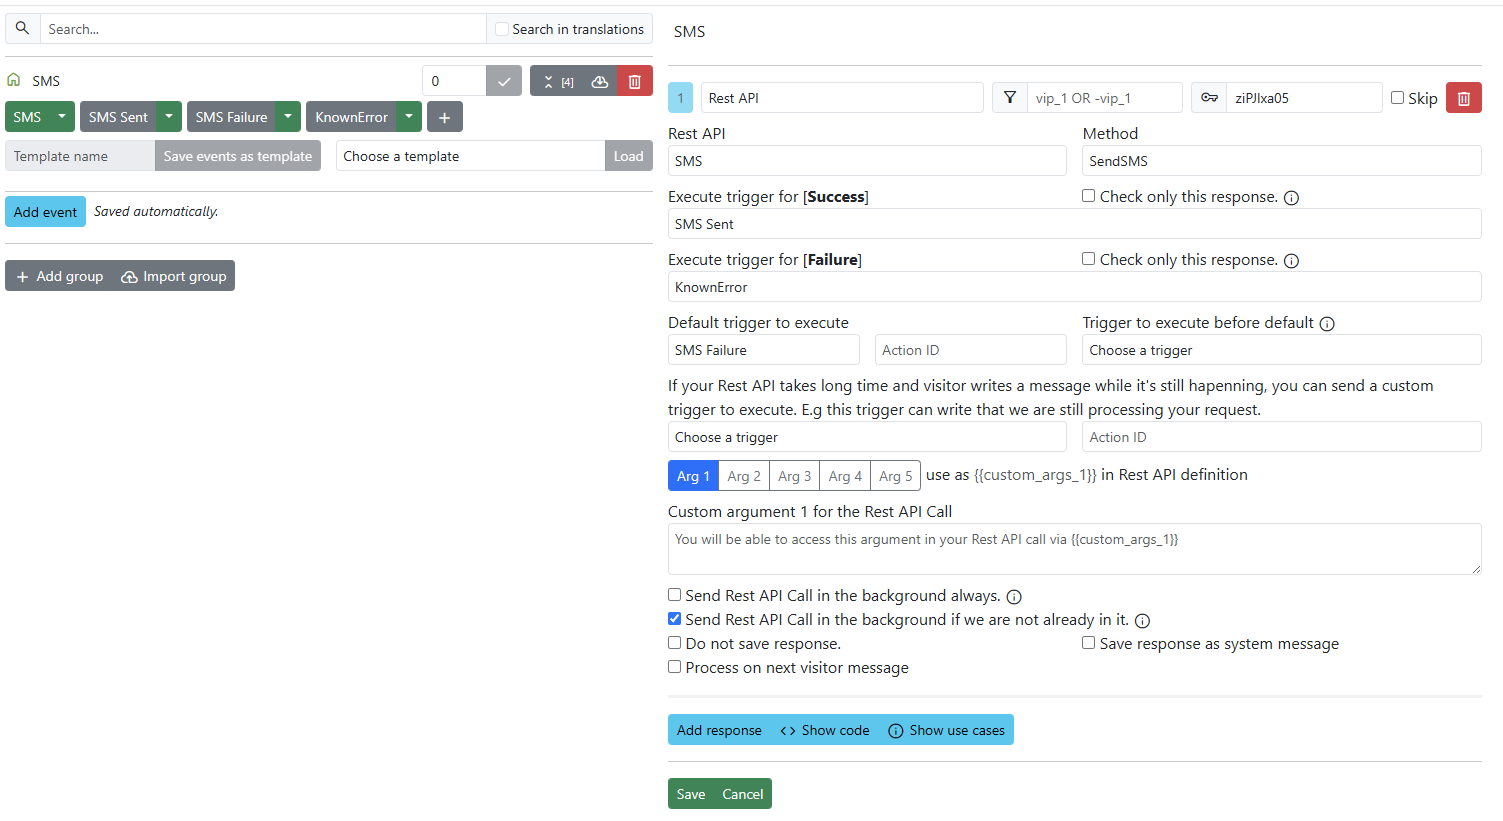 Search...
Search in translations
SMS
0
[4]
SMS
SMS Sent
SMS Failure
KnownError
Template name
Save events as template
Choose a template
Load
Add event
Saved automatically.
Add group
Import group
SMS
1
Rest API
vip_1 OR -vip_1
ziPJlxa05
Skip
Rest API
Method
SMS
SendSMS
Execute trigger for [Success]
Check only this response.
SMS Sent
Execute trigger for [Failure]
Check only this response.
KnownError
Default trigger to execute
Trigger to execute before default
SMS Failure
Action ID
Choose a trigger
If your Rest API takes long time and visitor writes a message while it's still hapenning, you can send a custom
trigger to execute. E.g this trigger can write that we are still processing your request.
Choose a trigger
Action ID
Arg 1
Arg 2
Arg 3
Arg 4
Arg 5
use as {{custom_args_1}} in Rest API definition
Custom argument 1 for the Rest API Call
You will be able to access this argument in your Rest API call via {{custom_args_1}}
Send Rest API Call in the background always.
Send Rest API Call in the background if we are not already in it.
Do not save response.
Save response as system message
Process on next visitor message
Add response
Show code
Show use cases
Save
Cancel